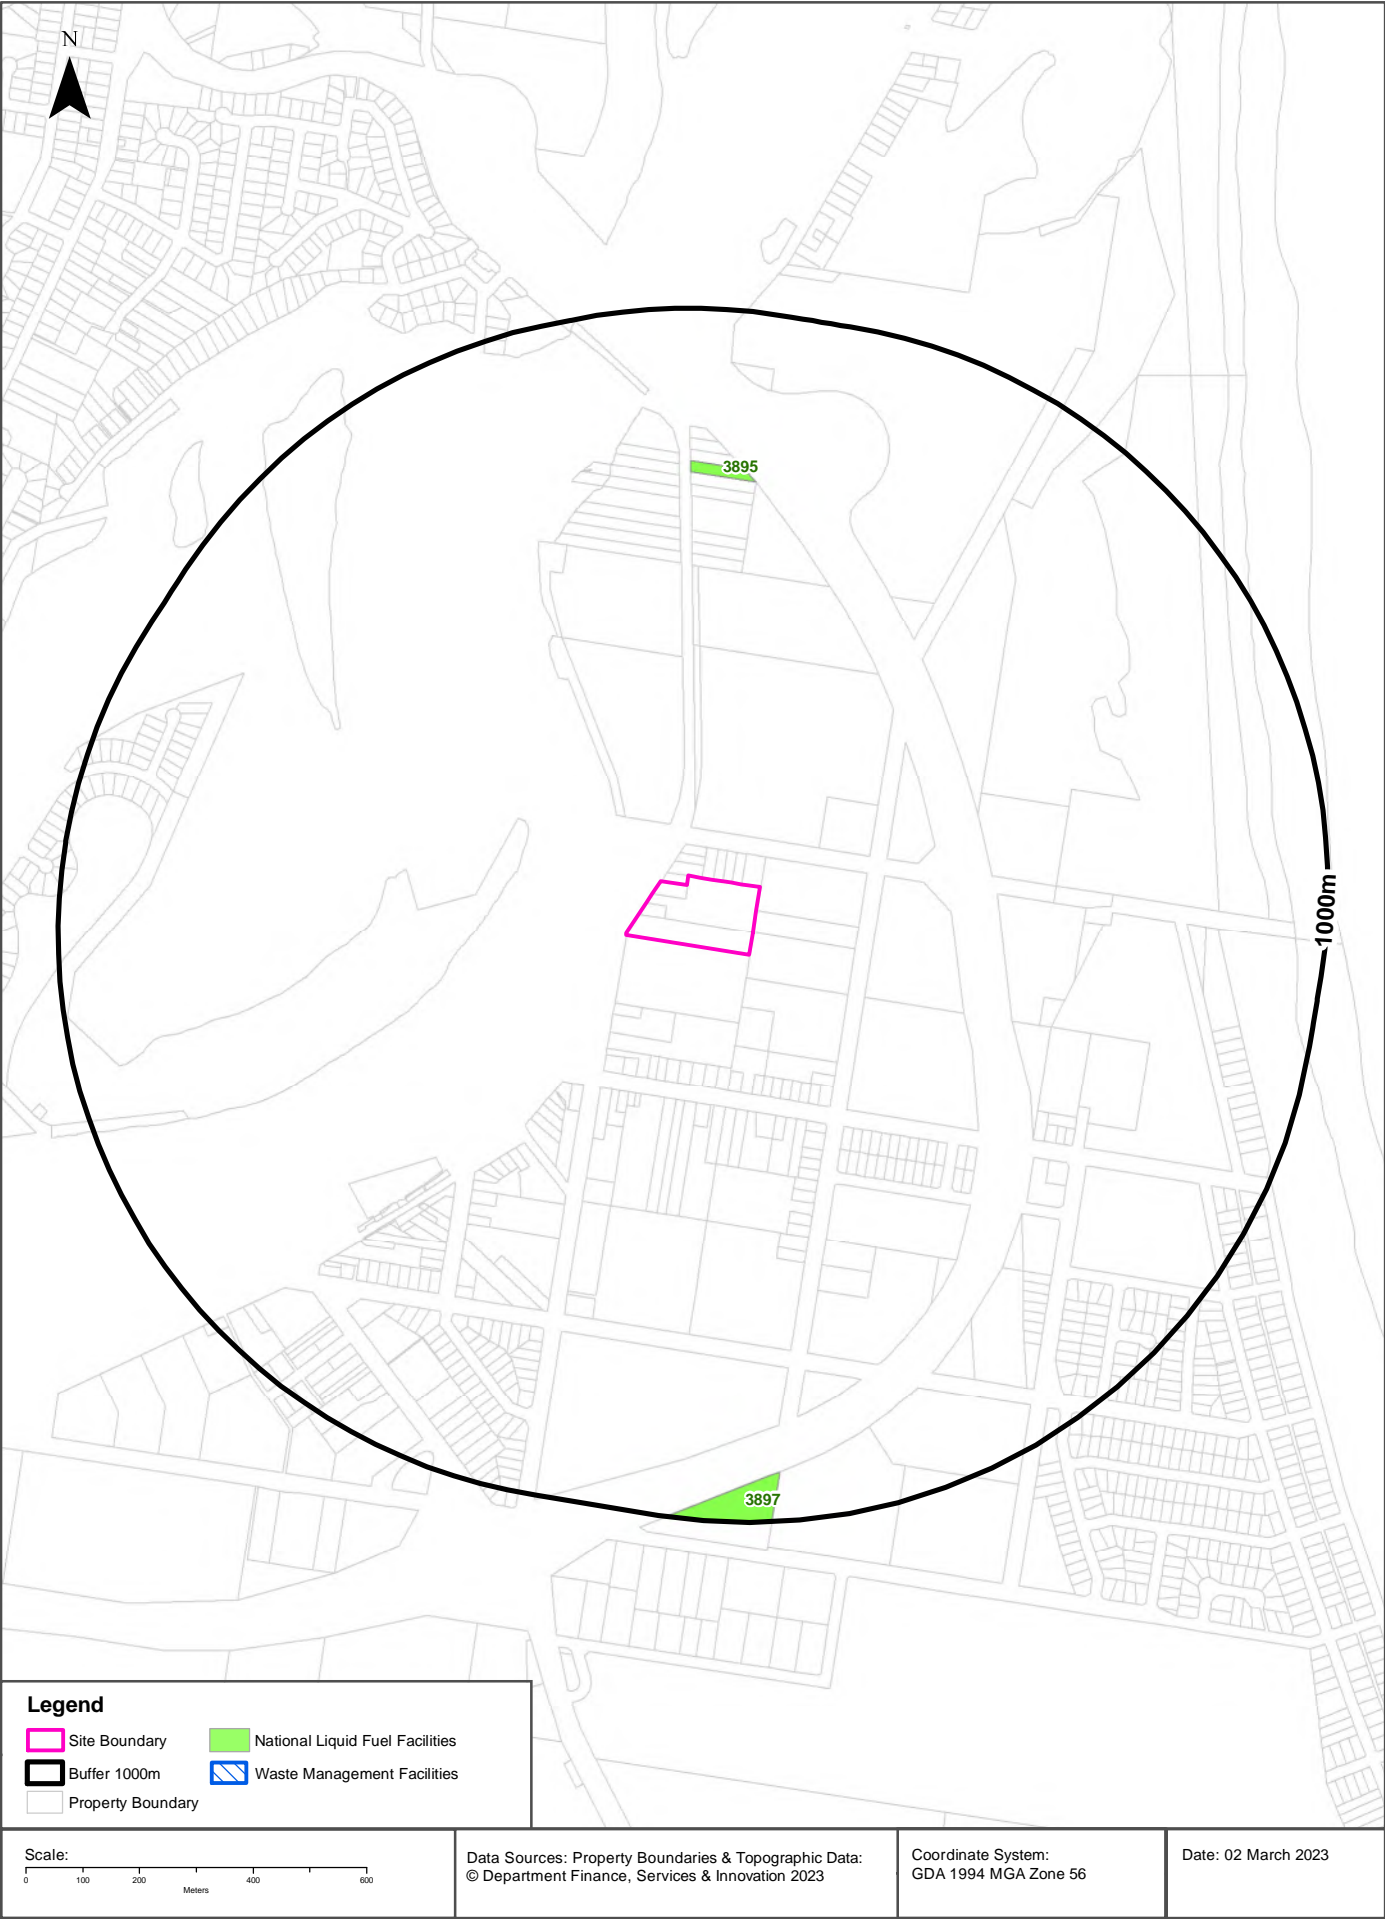 N
3895
1000m
3897
Legend
Site Boundary
National Liquid Fuel Facilities
Buffer 1000m
Waste Management Facilities
Property Boundary
Scale:
0 100 200 400 600
Meters
Data Sources: Property Boundaries & Topographic Data:
© Department Finance, Services & Innovation 2023
Coordinate System:
GDA 1994 MGA Zone 56
Date: 02 March 2023